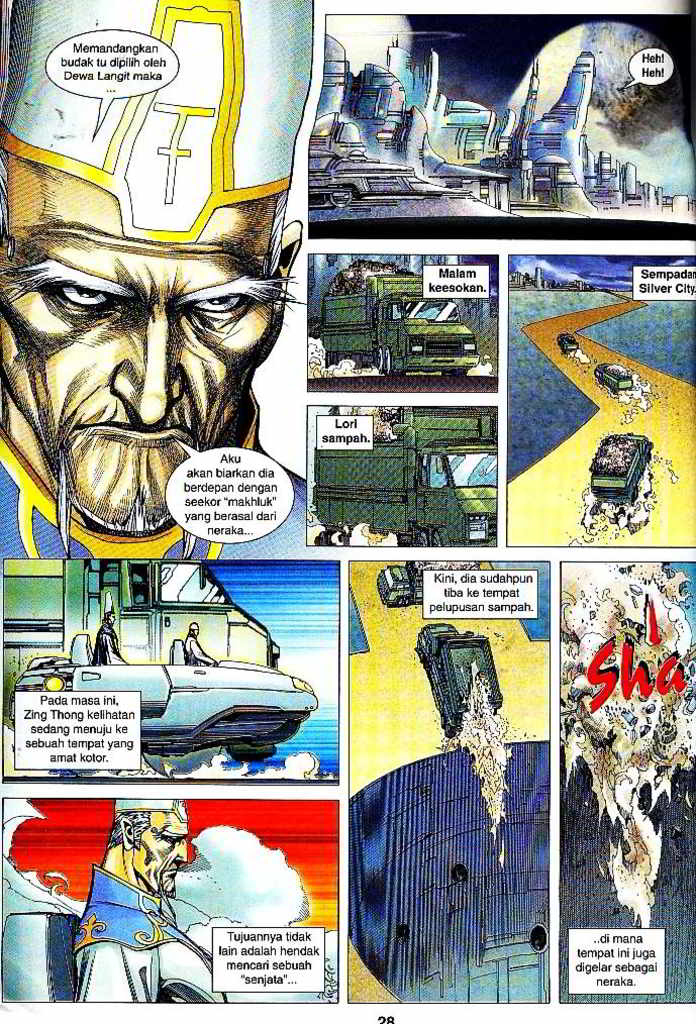 Memandangkan
budak tu dipilih oleh
Dewa Langit maka
...
Heh!
Heh!
Aku
akan biarkan dia
berdepan dengan
seekor "makhluk"
yang berasal dari
neraka...
Malam
keesokan.
Sempadan
Silver City.
Lori
sampah.
Pada masa ini,
Zing Thong kelihatan
sedang menuju ke
sebuah tempat yang
amat kotor.
Kini, dia sudahpun
tiba ke tempat
pelupusan sampah.
Sha
Tujuannya tidak
lain adalah hendak
mencari sebuah
"senjata"...
..di mana
tempat ini juga
digelar sebagai
neraka.
28